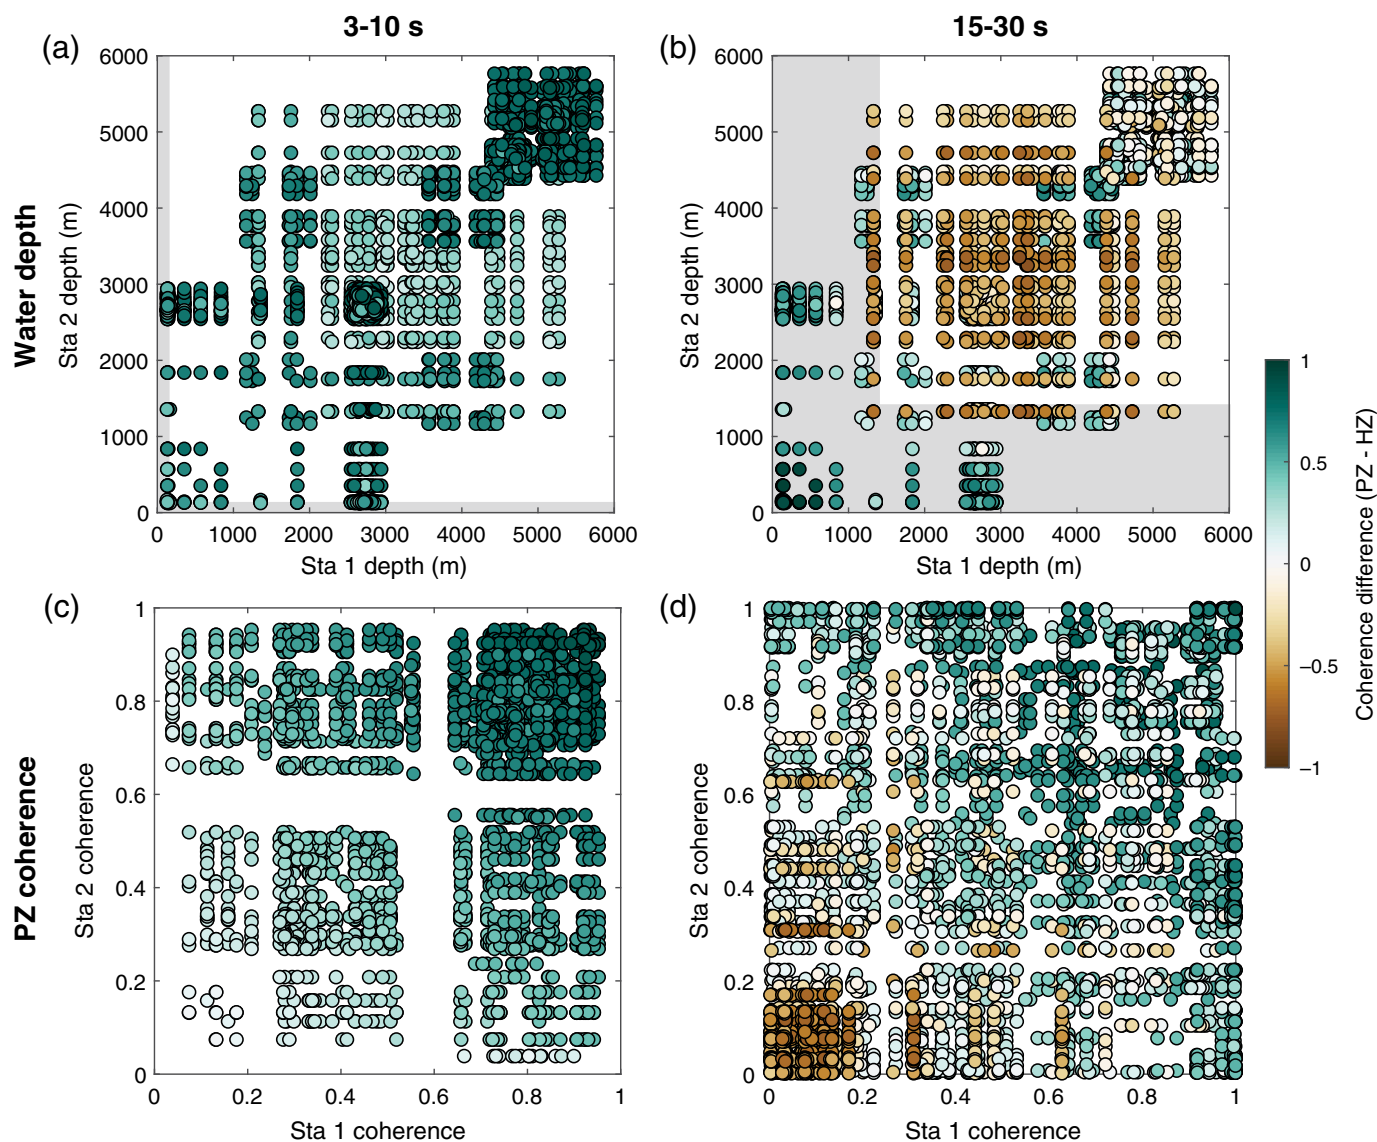 3-10 s
15-30 s
(a)
(b)
Water depth
Sta 2 depth (m)
6000
5000
4000
3000
2000
1000
0
0 1000 2000 3000 4000 5000 6000
Sta 1 depth (m)
Sta 2 depth (m)
6000
5000
4000
3000
2000
1000
0
0 1000 2000 3000 4000 5000 6000
Sta 1 depth (m)
1
0.5
0
−0.5
−1
Coherence difference (PZ - HZ)
(c)
(d)
PZ coherence
Sta 2 coherence
1
0.8
0.6
0.4
0.2
0
0 0.2 0.4 0.6 0.8 1
Sta 1 coherence
Sta 2 coherence
1
0.8
0.6
0.4
0.2
0
0 0.2 0.4 0.6 0.8 1
Sta 1 coherence